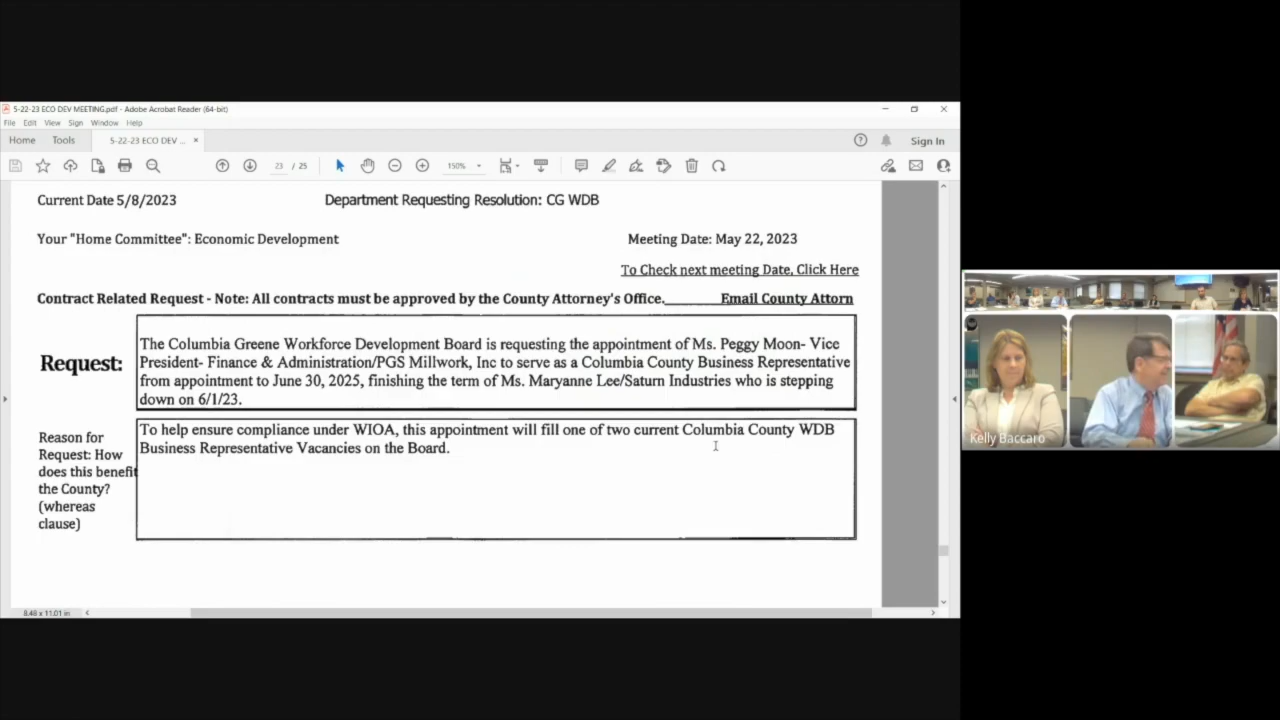 5-22-23 ECO DEV MEETING.pdf - Adobe Acrobat Reader (64-bit)
File Edit View Sign Window Help
Home Tools 5-22-23 ECO DEV ... × Sign In
23 / 25 150%
Current Date 5/8/2023 Department Requesting Resolution: CG WDB
Your "Home Committee": Economic Development Meeting Date: May 22, 2023
To Check next meeting Date, Click Here
Contract Related Request - Note: All contracts must be approved by the County Attorney's Office. Email County Attorn
Request:
The Columbia Greene Workforce Development Board is requesting the appointment of Ms. Peggy Moon- Vice
President- Finance & Administration/PGS Millwork, Inc to serve as a Columbia County Business Representative
from appointment to June 30, 2025, finishing the term of Ms. Maryanne Lee/Saturn Industries who is stepping
down on 6/1/23.
Reason for
Request: How
does this benefit
the County?
(whereas
clause)
To help ensure compliance under WIOA, this appointment will fill one of two current Columbia County WDB
Business Representative Vacancies on the Board.
8.48 x 11.01 in
Kelly Baccaro